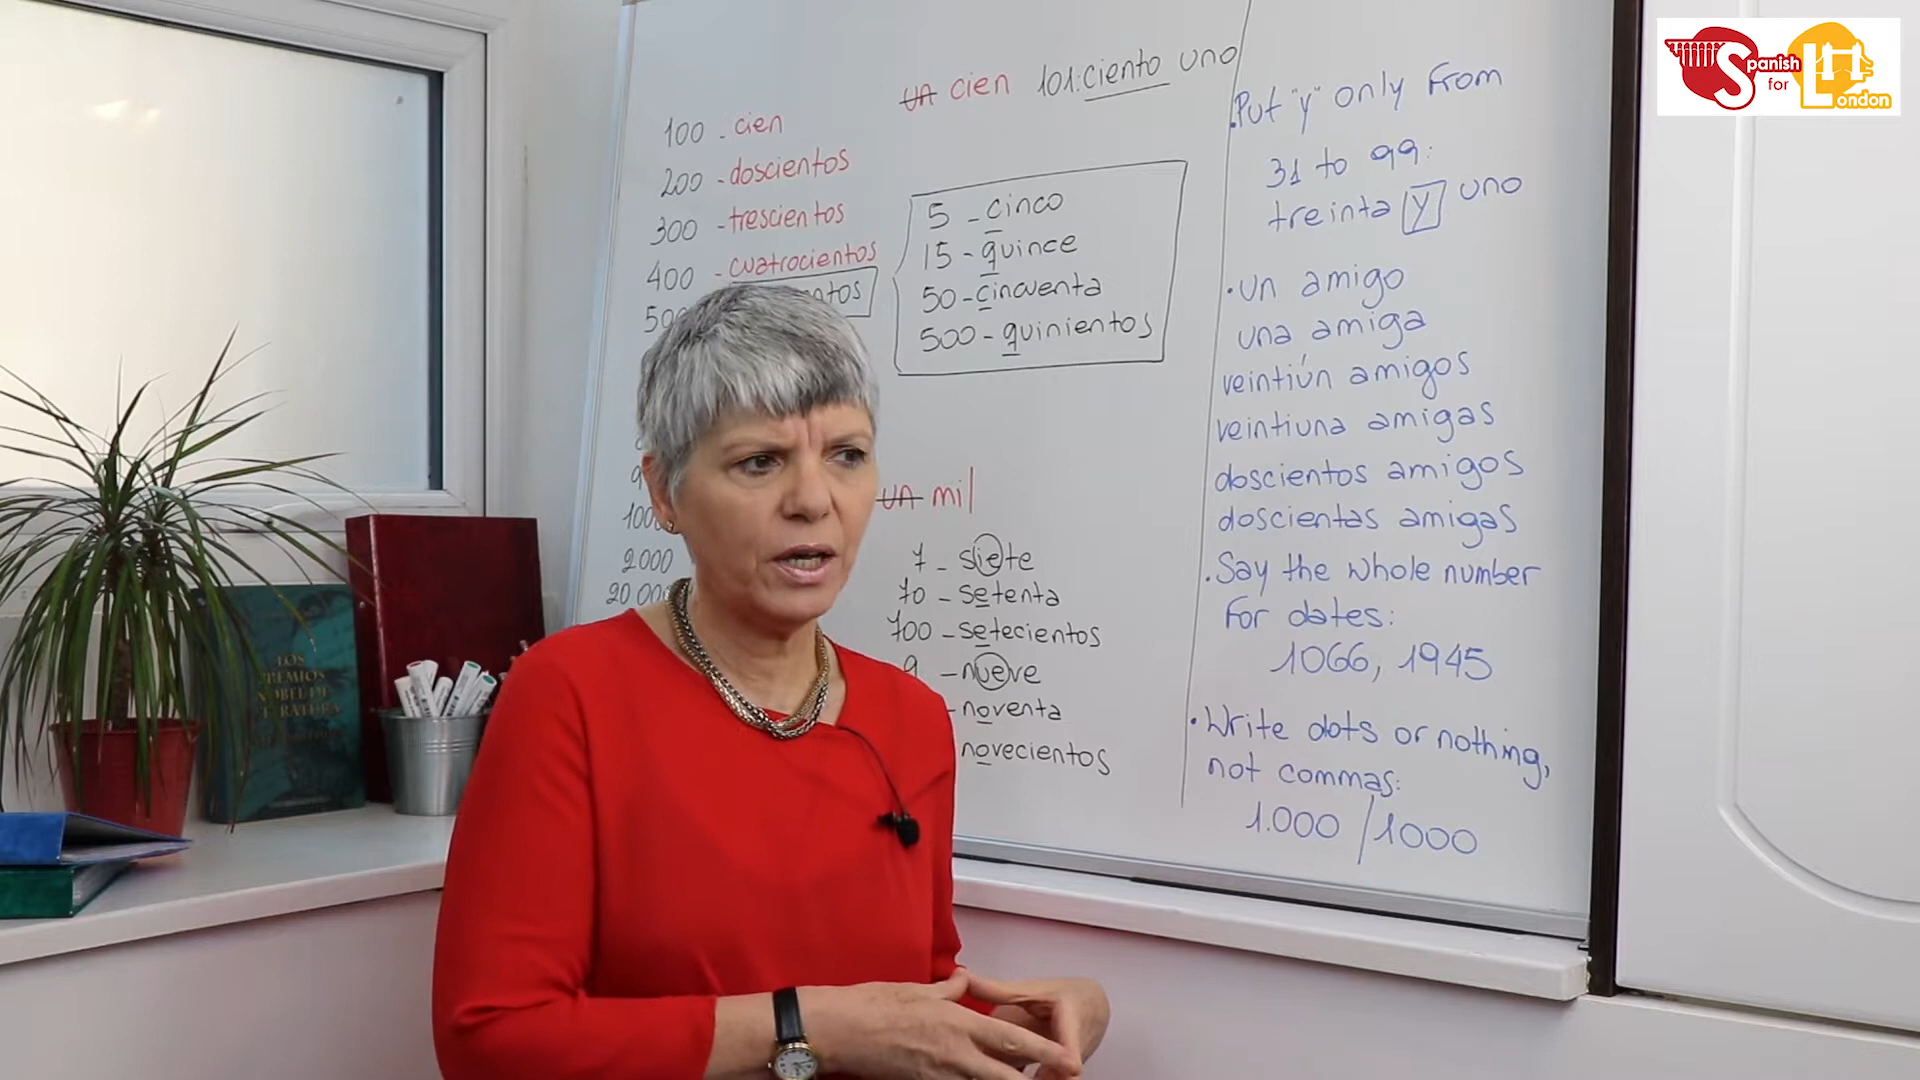 Spanish
for
London
UN cien 101:ciento uno
100 - cien
200 - doscientos
300 - trescientos
400 - cuatrocientos
1000
2000
20 000
5 - cinco
15 - quince
50 - cincuenta
500 - quinientos
UN mil
7 - siete
70 - setenta
700 - setecientos
9 - nueve
- noventa
novecientos
• Put "y" only from
31 to 99:
treinta y uno
• un amigo
una amiga
veintiún amigos
veintiuna amigas
doscientos amigos
doscientas amigas
• Say the whole number
for dates:
1066, 1945
• Write dots or nothing,
not commas:
1.000 / 1000
LOS
PREMIOS
NOBEL DE